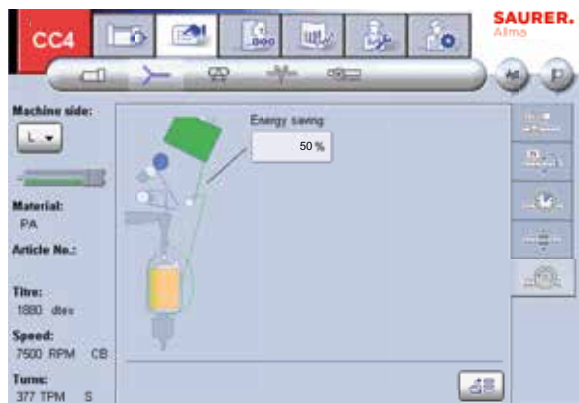 CC4
SAURER.
Allma
Machine side:
L
Material:
PA
Article No.:
Titre:
1880 dtex
Speed:
7500 RPM CB
Turns:
377 TPM S
Energy saving
50 %